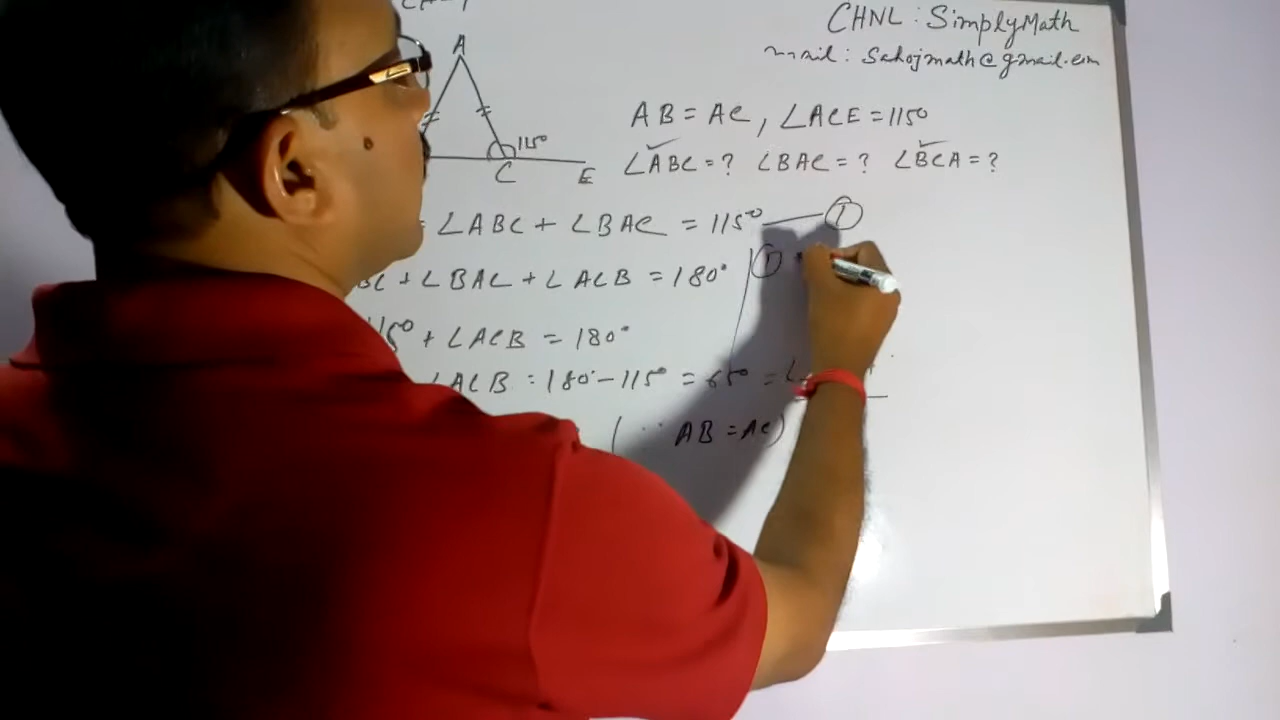 CHNL : SimplyMath
mail : Sahojmath@gmail.com
A
115°
C E
AB = AC, ∠ACE = 115°
∠ABC = ? ∠BAC = ? ∠BCA = ?
= ∠ABC + ∠BAC = 115° — ①
BC + ∠BAC + ∠ACB = 180°
①
115° + ∠ACB = 180°
∠ACB = 180° - 115° = 65° = ∠
(∵ AB = AC)